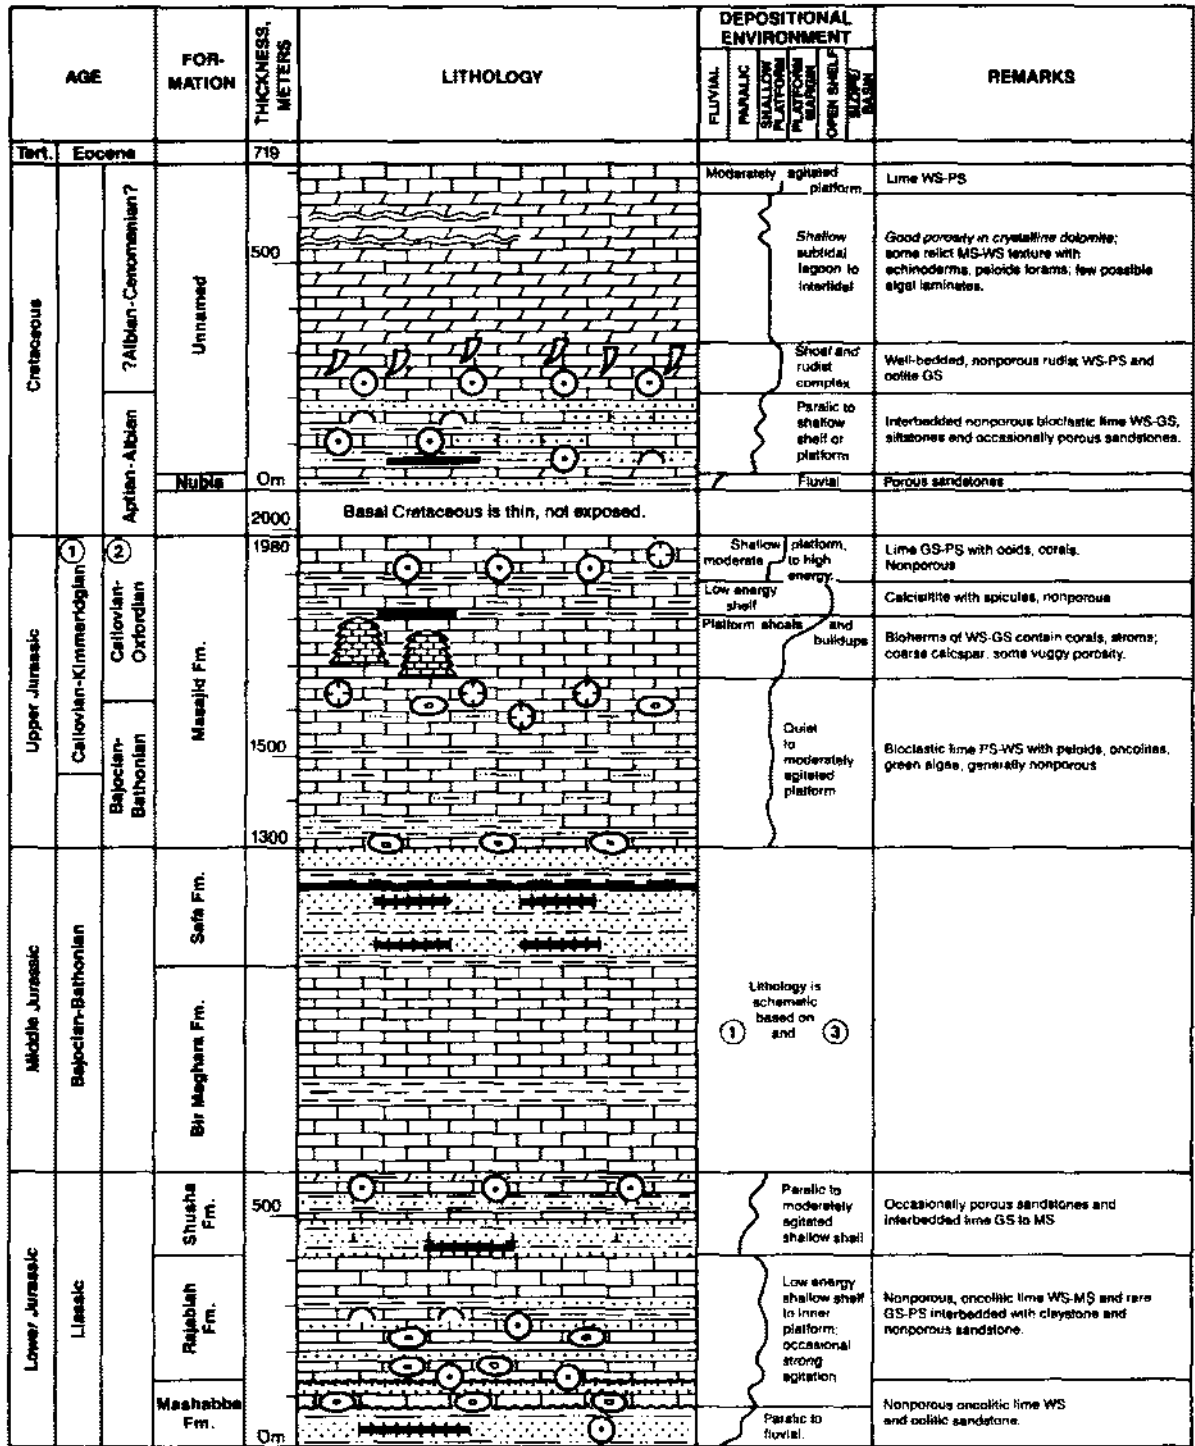 AGE
FOR-
MATION
THICKNESS,
METERS
LITHOLOGY
DEPOSITIONAL
ENVIRONMENT
FLUVIAL
PARALIC
SHALLOW
PLATFORM
PLATFORM
MARGIN
OPEN SHELF
SLOPE/
BASIN
REMARKS
Tert.
Eocene
719
Cretaceous
?Albian-Cenomanian?
Aptian-Albian
Unnamed
Nubia
500
0m
2000
Basal Cretaceous is thin, not exposed.
Moderately agitated
platform
Lime WS-PS
Shallow
subtidal
lagoon to
intertidal
Good porosity in crystalline dolomite;
some relict MS-WS texture with
echinoderms, peloids forams; few possible
algal laminates.
Shoal and
rudist
complex
Well-bedded, nonporous rudist WS-PS and
oolite GS
Paralic to
shallow
shelf or
platform
Interbedded nonporous bioclastic lime WS-GS,
siltstones and occasionally porous sandstones.
Fluvial
Porous sandstones
Upper Jurassic
1
Callovian-Kimmeridgian
2
Callovian-
Oxfordian
Bajocian-
Bathonian
Masajid Fm.
1980
1500
1300
Shallow platform,
moderate to high
energy
Lime GS-PS with ooids, corals.
Nonporous
Low energy
shelf
Calcisiltite with spicules, nonporous
Platform shoals and
buildups
Bioherms of WS-GS contain corals, stroms;
coarse calcspar, some vuggy porosity.
Quiet
to
moderately
agitated
platform
Bioclastic lime PS-WS with peloids, oncolites,
green algae, generally nonporous
Middle Jurassic
Bajocian-Bathonian
Safa Fm.
Bir Maghara Fm.
Lithology is
schematic
based on
1 and 3
Lower Jurassic
Liassic
Shusha
Fm.
500
Paralic to
moderately
agitated
shallow shelf
Occasionally porous sandstones and
interbedded lime GS to MS
Rajabiah
Fm.
Low energy
shallow shelf
to inner
platform;
occasional
strong
agitation
Nonporous, oncolitic lime WS-MS and rare
GS-PS interbedded with claystone and
nonporous sandstone.
Mashabba
Fm.
0m
Paralic to
fluvial.
Nonporous oncolitic lime WS
and oolitic sandstone.